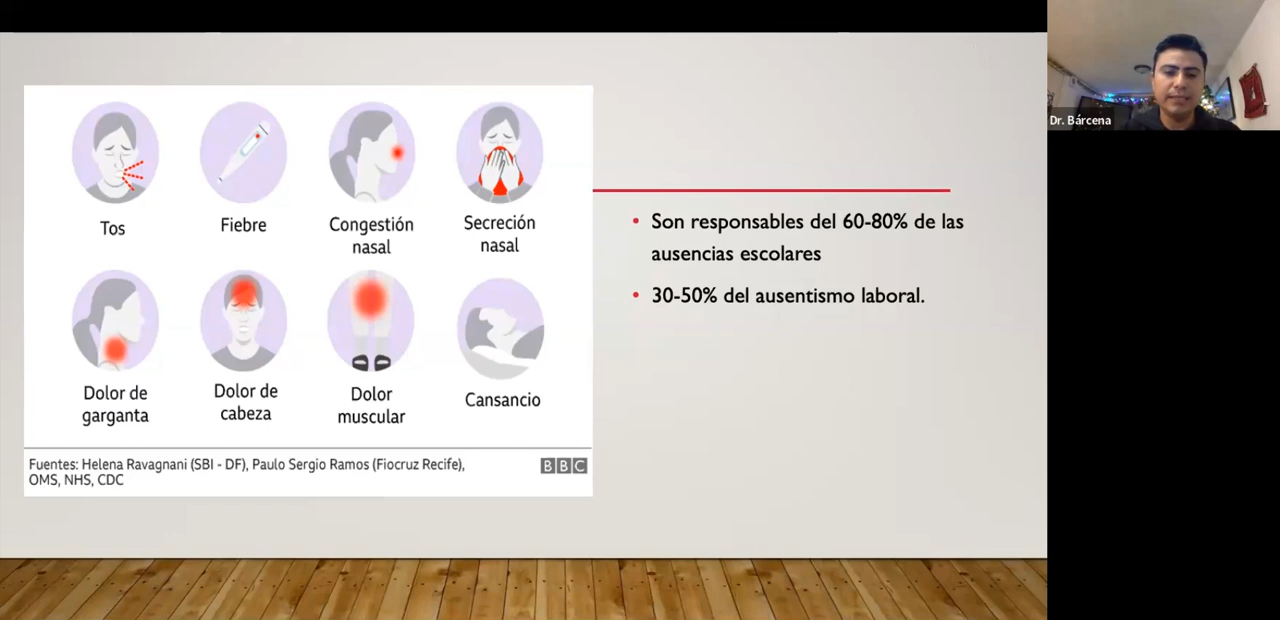 Tos
Fiebre
Congestión
nasal
Secreción
nasal
Dolor de
garganta
Dolor de
cabeza
Dolor
muscular
Cansancio
Fuentes: Helena Ravagnani (SBI - DF), Paulo Sergio Ramos (Fiocruz Recife),
OMS, NHS, CDC
BBC
• Son responsables del 60-80% de las
ausencias escolares
• 30-50% del ausentismo laboral.
Dr. Bárcena